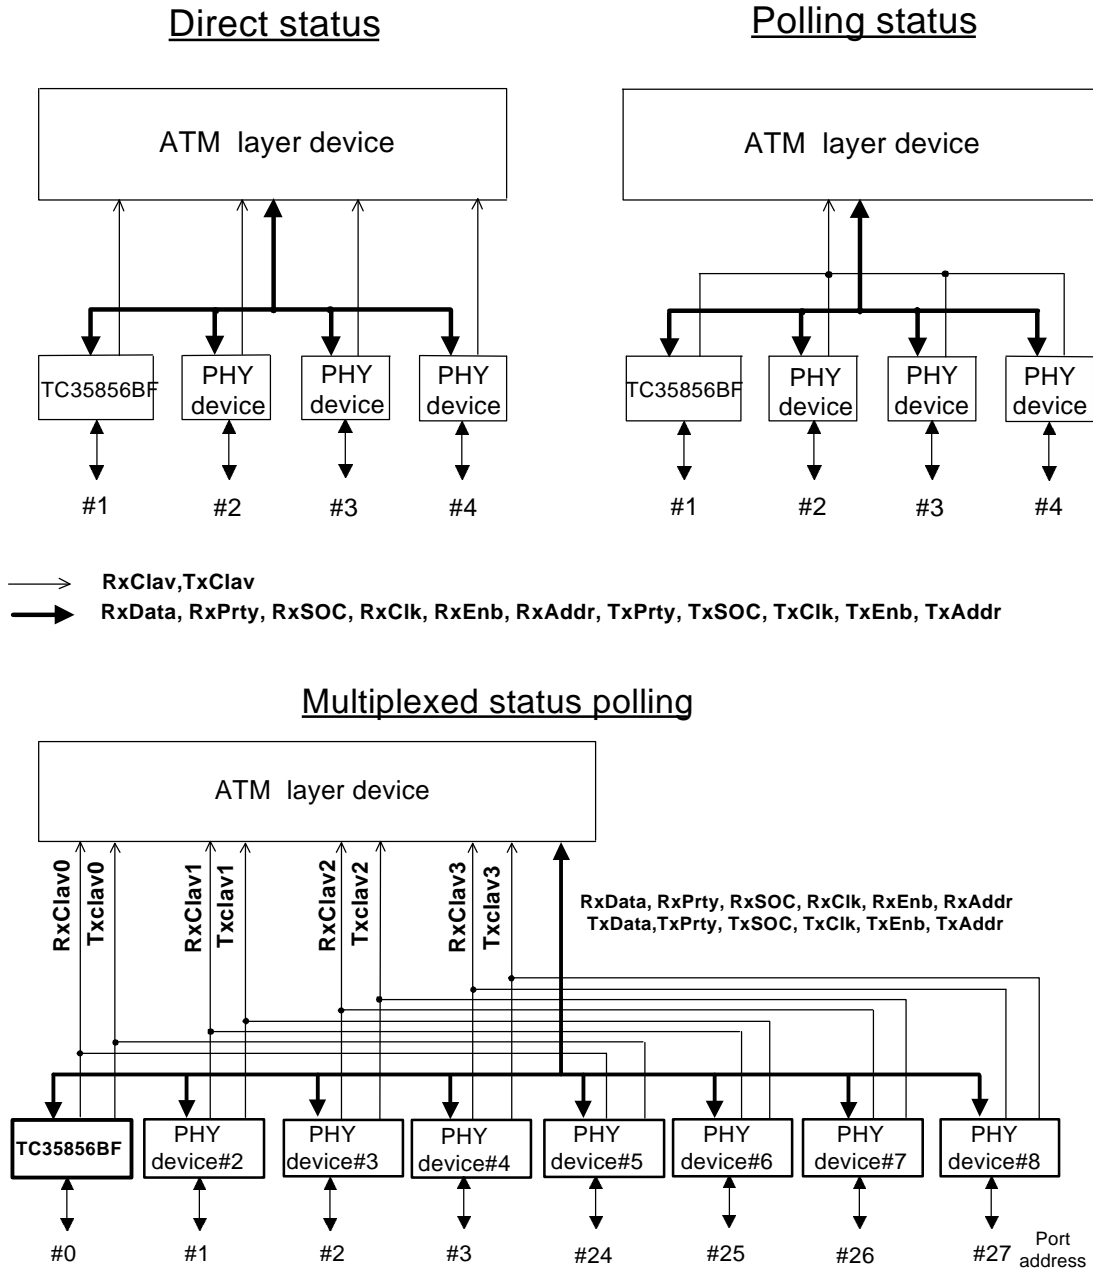 Direct status
Polling status
ATM layer device
ATM layer device
TC35856BF
PHY
device
PHY
device
PHY
device
TC35856BF
PHY
device
PHY
device
PHY
device
#1
#2
#3
#4
#1
#2
#3
#4
RxClav,TxClav
RxData, RxPrty, RxSOC, RxClk, RxEnb, RxAddr, TxPrty, TxSOC, TxClk, TxEnb, TxAddr
Multiplexed status polling
ATM layer device
RxClav0
Txclav0
RxClav1
Txclav1
RxClav2
Txclav2
RxClav3
Txclav3
RxData, RxPrty, RxSOC, RxClk, RxEnb, RxAddr
TxData,TxPrty, TxSOC, TxClk, TxEnb, TxAddr
TC35856BF
PHY
device#2
PHY
device#3
PHY
device#4
PHY
device#5
PHY
device#6
PHY
device#7
PHY
device#8
#0
#1
#2
#3
#24
#25
#26
#27
Port
address